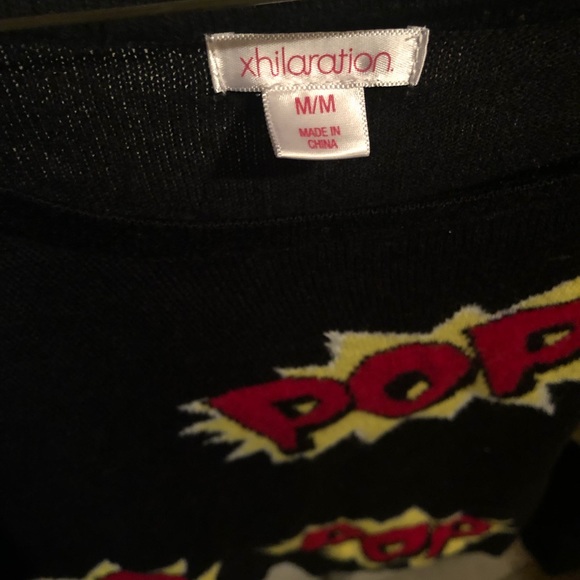 xhilaration.
M/M
MADE IN
CHINA
POP
POP